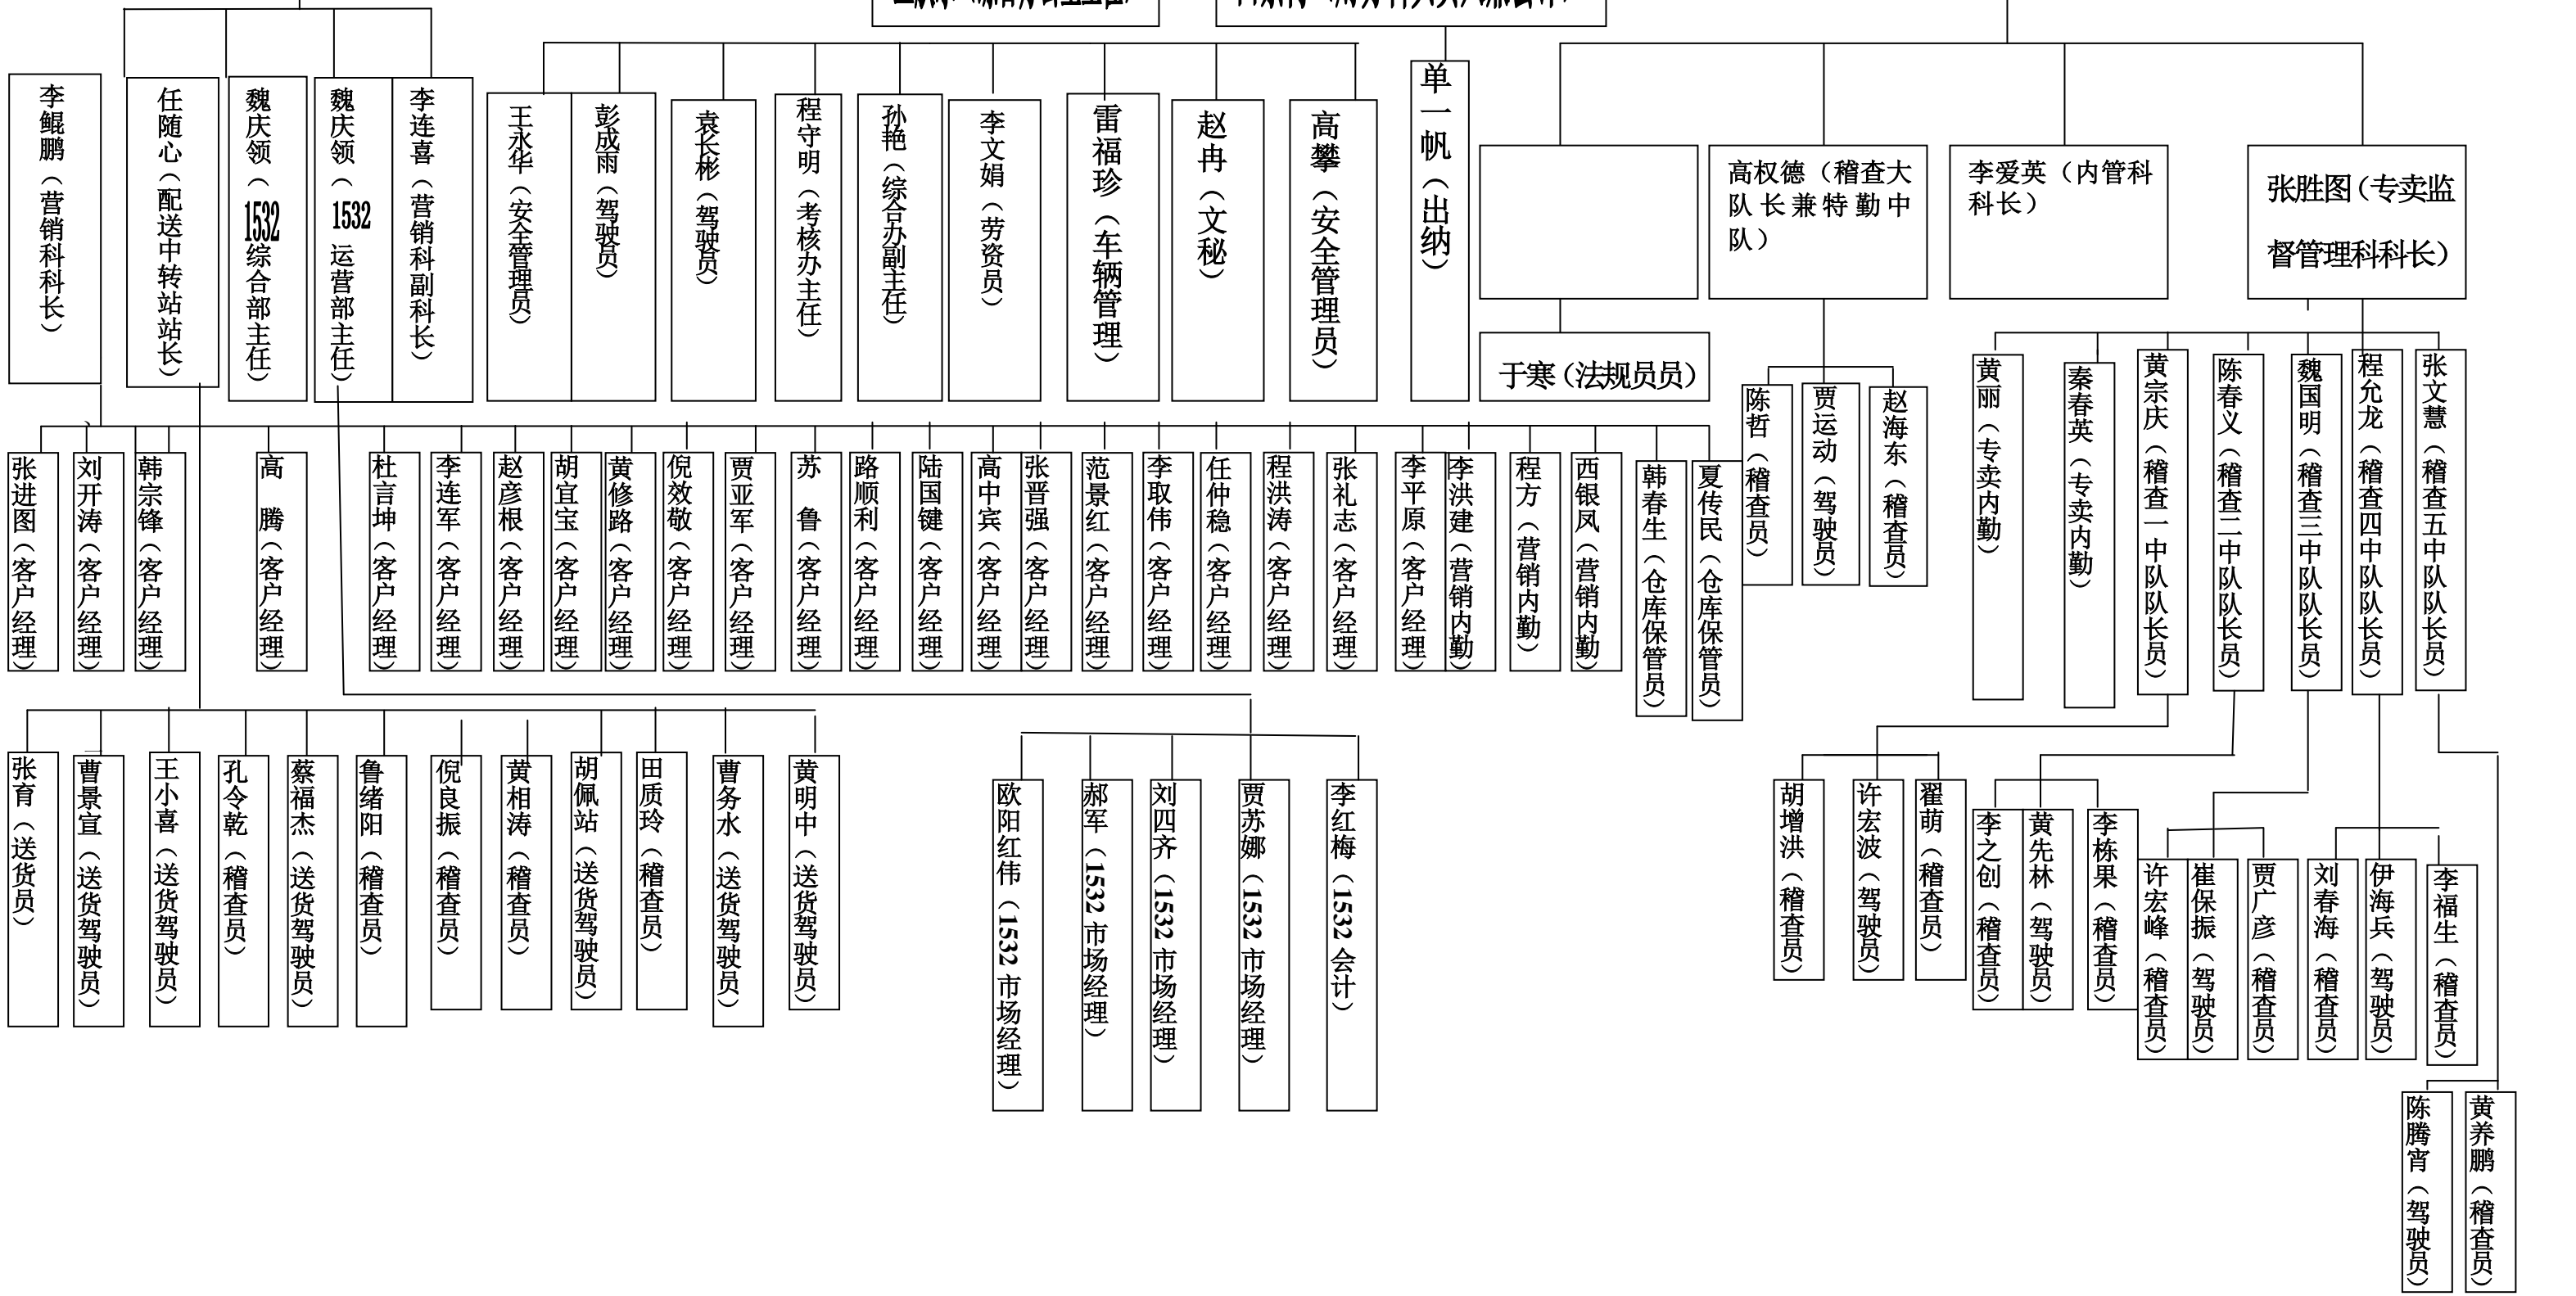 李鲲鹏（营销科科长）
任随心（配送中转站站长）
魏庆领（1532综合部主任）
魏庆领（1532运营部主任）
李连喜（营销科副科长）
王永华（安全管理员）
彭成雨（驾驶员）
袁长彬（驾驶员）
程守明（考核办主任）
孙艳（综合办副主任）
李文娟（劳资员）
雷福珍（车辆管理）
赵冉（文秘）
高攀（安全管理员）
单一帆（出纳）
高权德（稽查大
队长兼特勤中
队）
李爱英（内管科
科长）
张胜图（专卖监
督管理科科长）
于寒（法规员员）
陈哲（稽查员）
贾运动（驾驶员）
赵海东（稽查员）
黄丽（专卖内勤）
秦春英（专卖内勤）
黄宗庆（稽查一中队队长员）
陈春义（稽查二中队队长员）
魏国明（稽查三中队队长员）
程允龙（稽查四中队队长员）
张文慧（稽查五中队队长员）
张进图（客户经理）
刘开涛（客户经理）
韩宗锋（客户经理）
高 腾（客户经理）
杜言坤（客户经理）
李连军（客户经理）
赵彦根（客户经理）
胡宜宝（客户经理）
黄修路（客户经理）
倪效敬（客户经理）
贾亚军（客户经理）
苏 鲁（客户经理）
路顺利（客户经理）
陆国键（客户经理）
高中宾（客户经理）
张晋强（客户经理）
范景红（客户经理）
李取伟（客户经理）
任仲稳（客户经理）
程洪涛（客户经理）
张礼志（客户经理）
李平原（客户经理）
李洪建（营销内勤）
程方（营销内勤）
西银凤（营销内勤）
韩春生（仓库保管员）
夏传民（仓库保管员）
张育（送货员）
曹景宣（送货驾驶员）
王小喜（送货驾驶员）
孔令乾（稽查员）
蔡福杰（送货驾驶员）
鲁绪阳（稽查员）
倪良振（稽查员）
黄相涛（稽查员）
胡佩站（送货驾驶员）
田质玲（稽查员）
曹务水（送货驾驶员）
黄明中（送货驾驶员）
欧阳红伟（1532市场经理）
郝军（1532市场经理）
刘四齐（1532市场经理）
贾苏娜（1532市场经理）
李红梅（1532会计）
胡增洪（稽查员）
许宏波（驾驶员）
翟萌（稽查员）
李之创（稽查员）
黄先林（驾驶员）
李栋果（稽查员）
许宏峰（稽查员）
崔保振（驾驶员）
贾广彦（稽查员）
刘春海（稽查员）
伊海兵（驾驶员）
李福生（稽查员）
陈腾宵（驾驶员）
黄养鹏（稽查员）